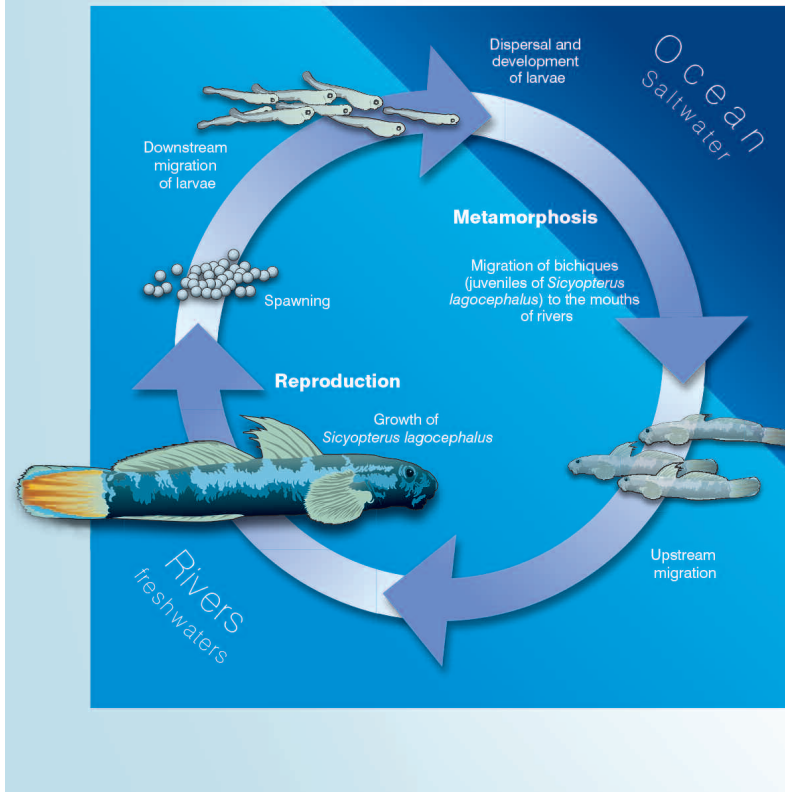 Dispersal and
development
of larvae
Ocean
Saltwater
Downstream
migration
of larvae
Metamorphosis
Migration of bichiques
(juveniles of Sicyopterus
lagocephalus) to the mouths
of rivers
Spawning
Reproduction
Growth of
Sicyopterus lagocephalus
Upstream
migration
Rivers
freshwaters